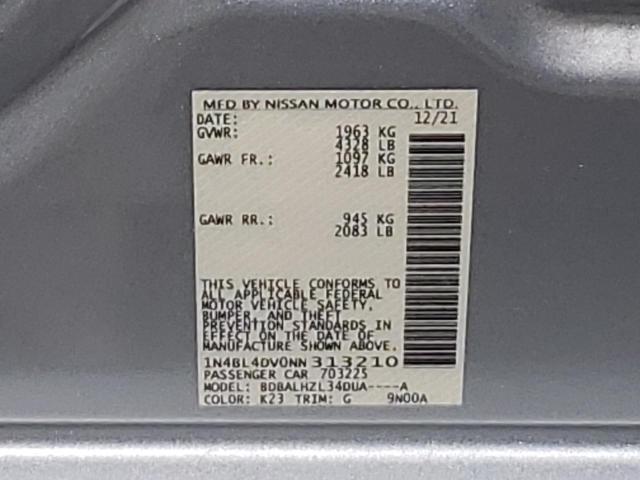 MFD BY NISSAN MOTOR CO., LTD.
DATE: 12/21
GVWR: 1963 KG
4328 LB
GAWR FR.: 1097 KG
2418 LB
GAWR RR.: 945 KG
2083 LB
THIS VEHICLE CONFORMS TO
ALL APPLICABLE FEDERAL
MOTOR VEHICLE SAFETY,
BUMPER, AND THEFT
PREVENTION STANDARDS IN
EFFECT ON THE DATE OF
MANUFACTURE SHOWN ABOVE.
1N4BL4DV0NN313210
PASSENGER CAR 703225
MODEL: BDBALHZL34DUA----A
COLOR: K23 TRIM: G 9N00A